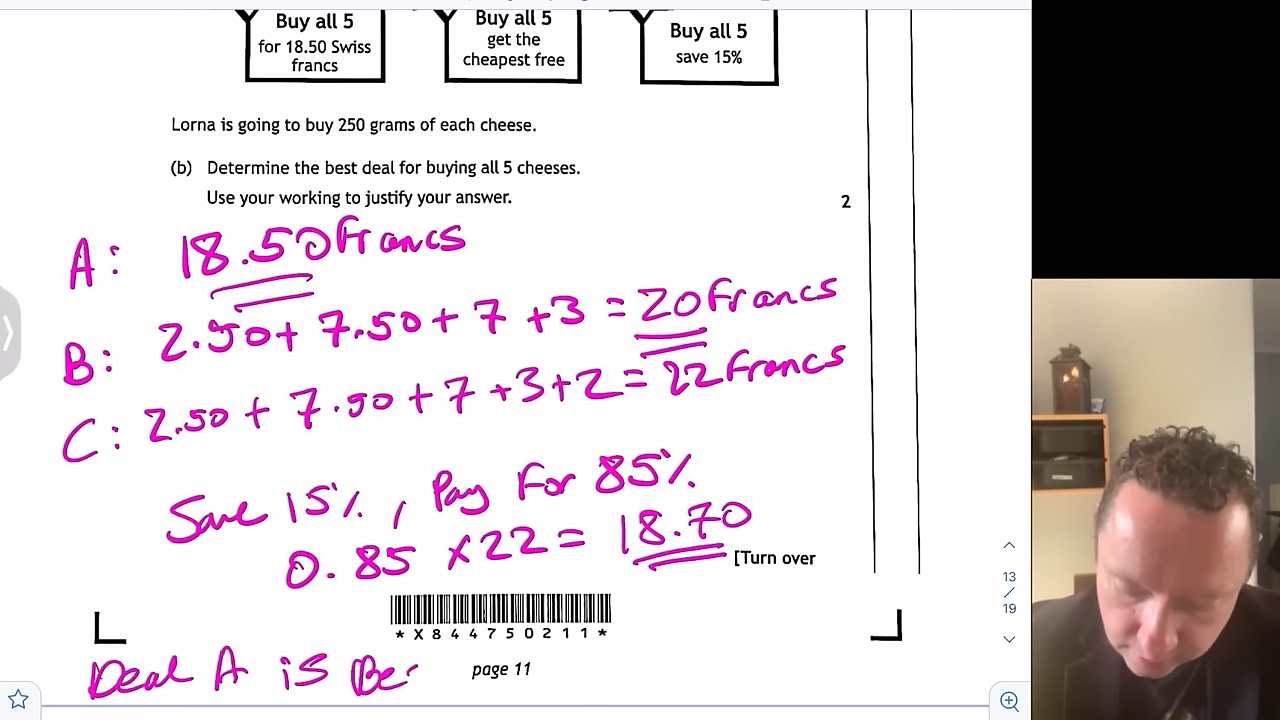 Buy all 5
for 18.50 Swiss
francs
Buy all 5
get the
cheapest free
Buy all 5
save 15%
Lorna is going to buy 250 grams of each cheese.
(b) Determine the best deal for buying all 5 cheeses.
Use your working to justify your answer.
2
A: 18.50 Francs
B: 2.50 + 7.50 + 7 + 3 = 20 Francs
C: 2.50 + 7.50 + 7 + 3 + 2 = 22 Francs
Save 15%, Pay For 85%
0.85 × 22 = 18.70
[Turn over
*X844750211*
Deal A is Be
page 11
13
/
19